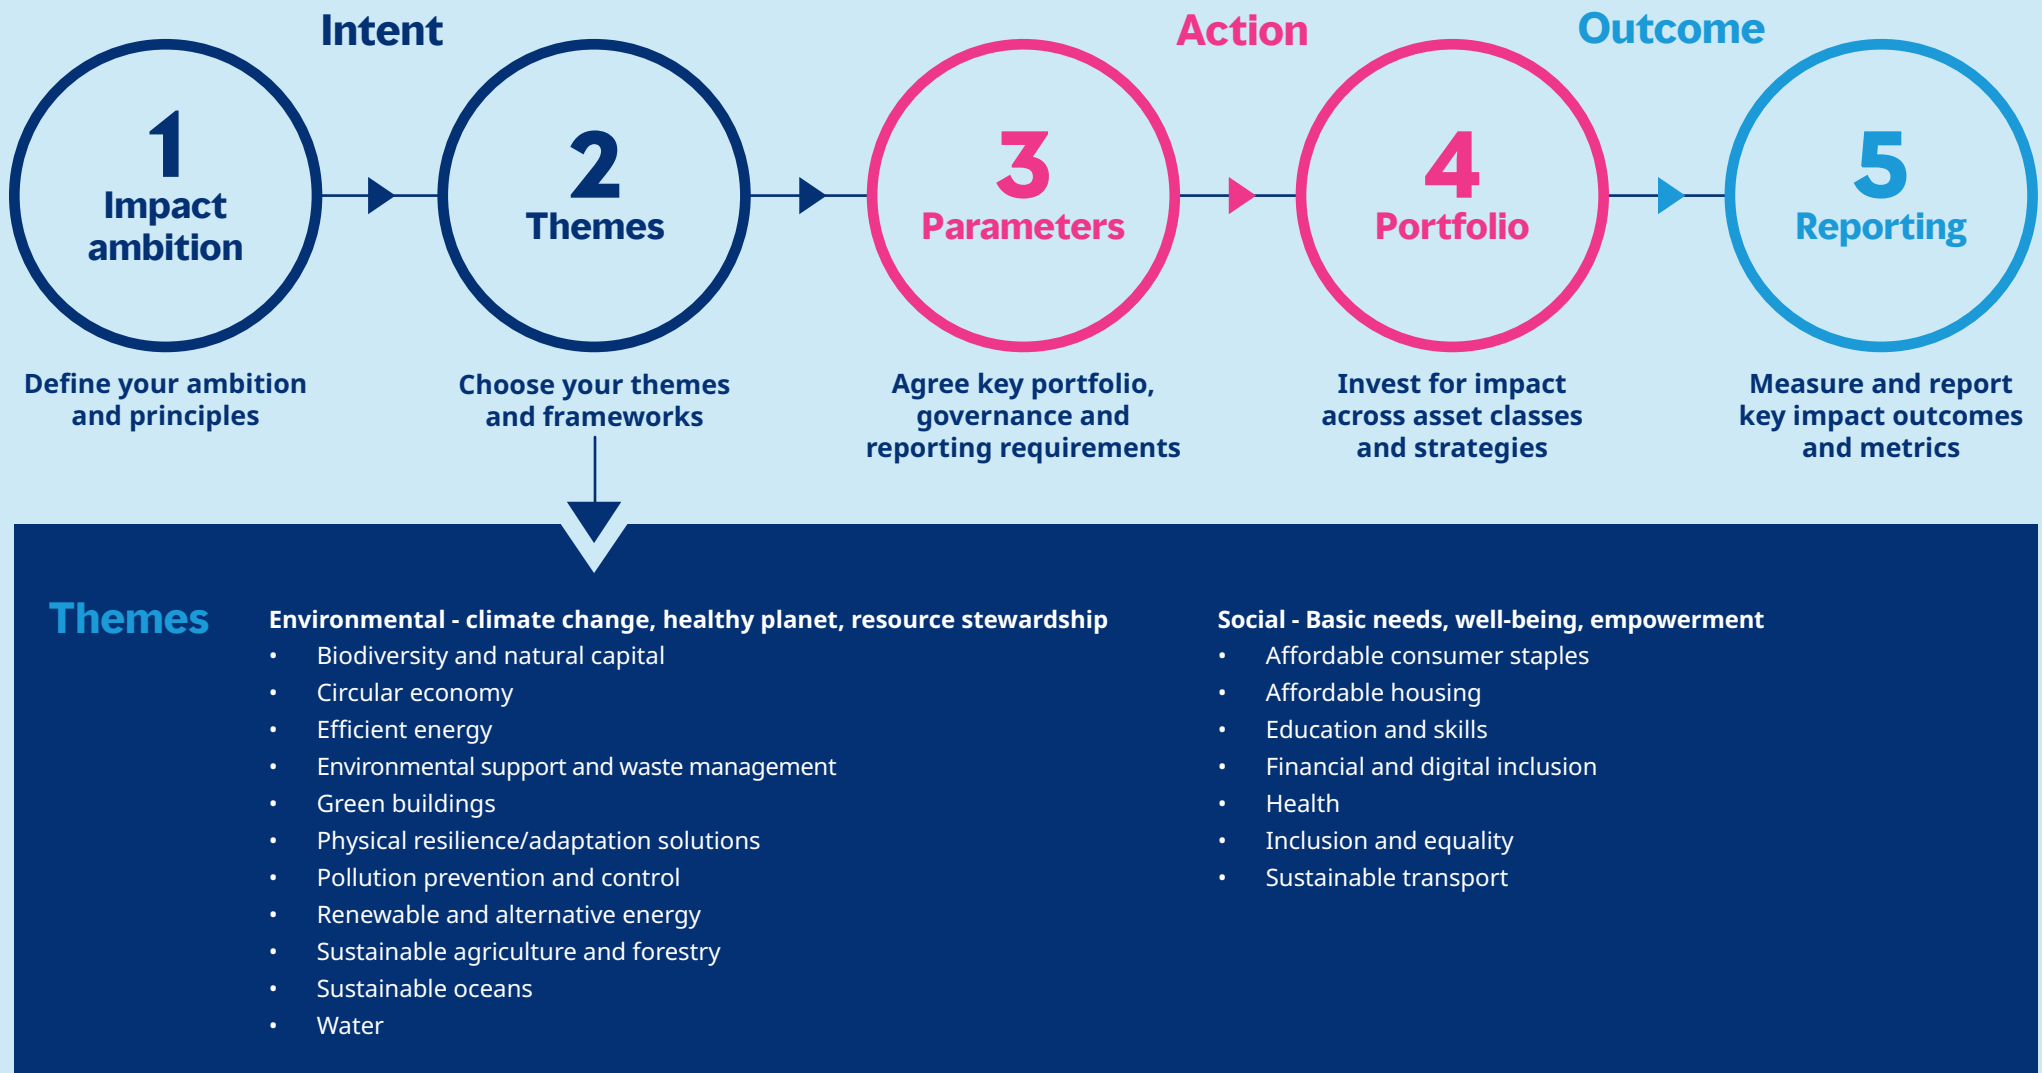 Intent
Action
Outcome
1
Impact
ambition
2
Themes
3
Parameters
4
Portfolio
5
Reporting
Define your ambition
and principles
Choose your themes
and frameworks
Agree key portfolio,
governance and
reporting requirements
Invest for impact
across asset classes
and strategies
Measure and report
key impact outcomes
and metrics
Themes
Environmental - climate change, healthy planet, resource stewardship
• Biodiversity and natural capital
• Circular economy
• Efficient energy
• Environmental support and waste management
• Green buildings
• Physical resilience/adaptation solutions
• Pollution prevention and control
• Renewable and alternative energy
• Sustainable agriculture and forestry
• Sustainable oceans
• Water
Social - Basic needs, well-being, empowerment
• Affordable consumer staples
• Affordable housing
• Education and skills
• Financial and digital inclusion
• Health
• Inclusion and equality
• Sustainable transport